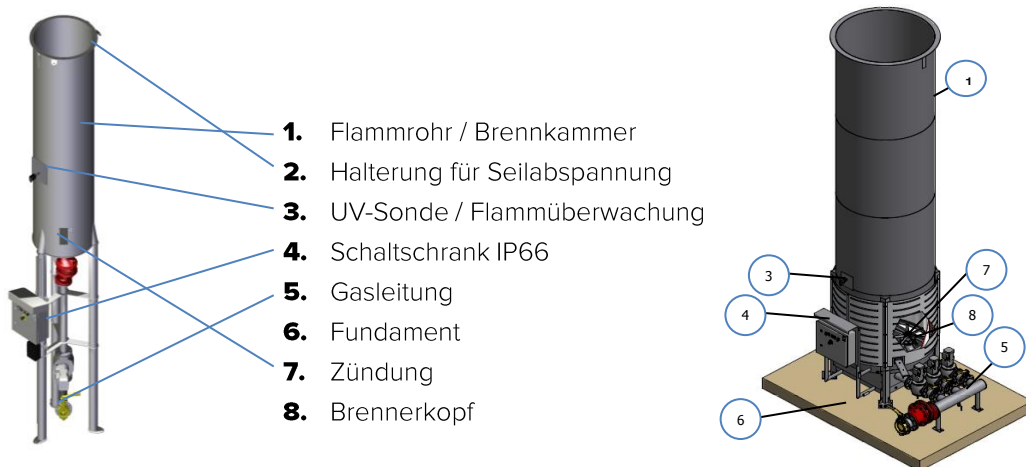 1. Flammrohr / Brennkammer
2. Halterung für Seilabspannung
3. UV-Sonde / Flammüberwachung
4. Schaltschrank IP66
5. Gasleitung
6. Fundament
7. Zündung
8. Brennerkopf
1
3
7
4
8
5
6